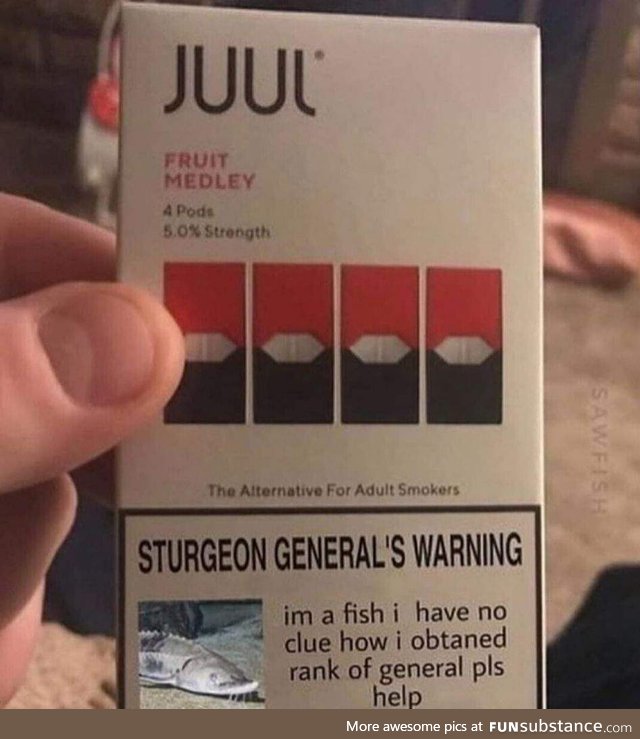 JUUL®
FRUIT
MEDLEY
4 Pods
5.0% Strength
The Alternative For Adult Smokers
STURGEON GENERAL'S WARNING
im a fish i have no
clue how i obtaned
rank of general pls
help
SAWFISH
More awesome pics at FUNsubstance.com